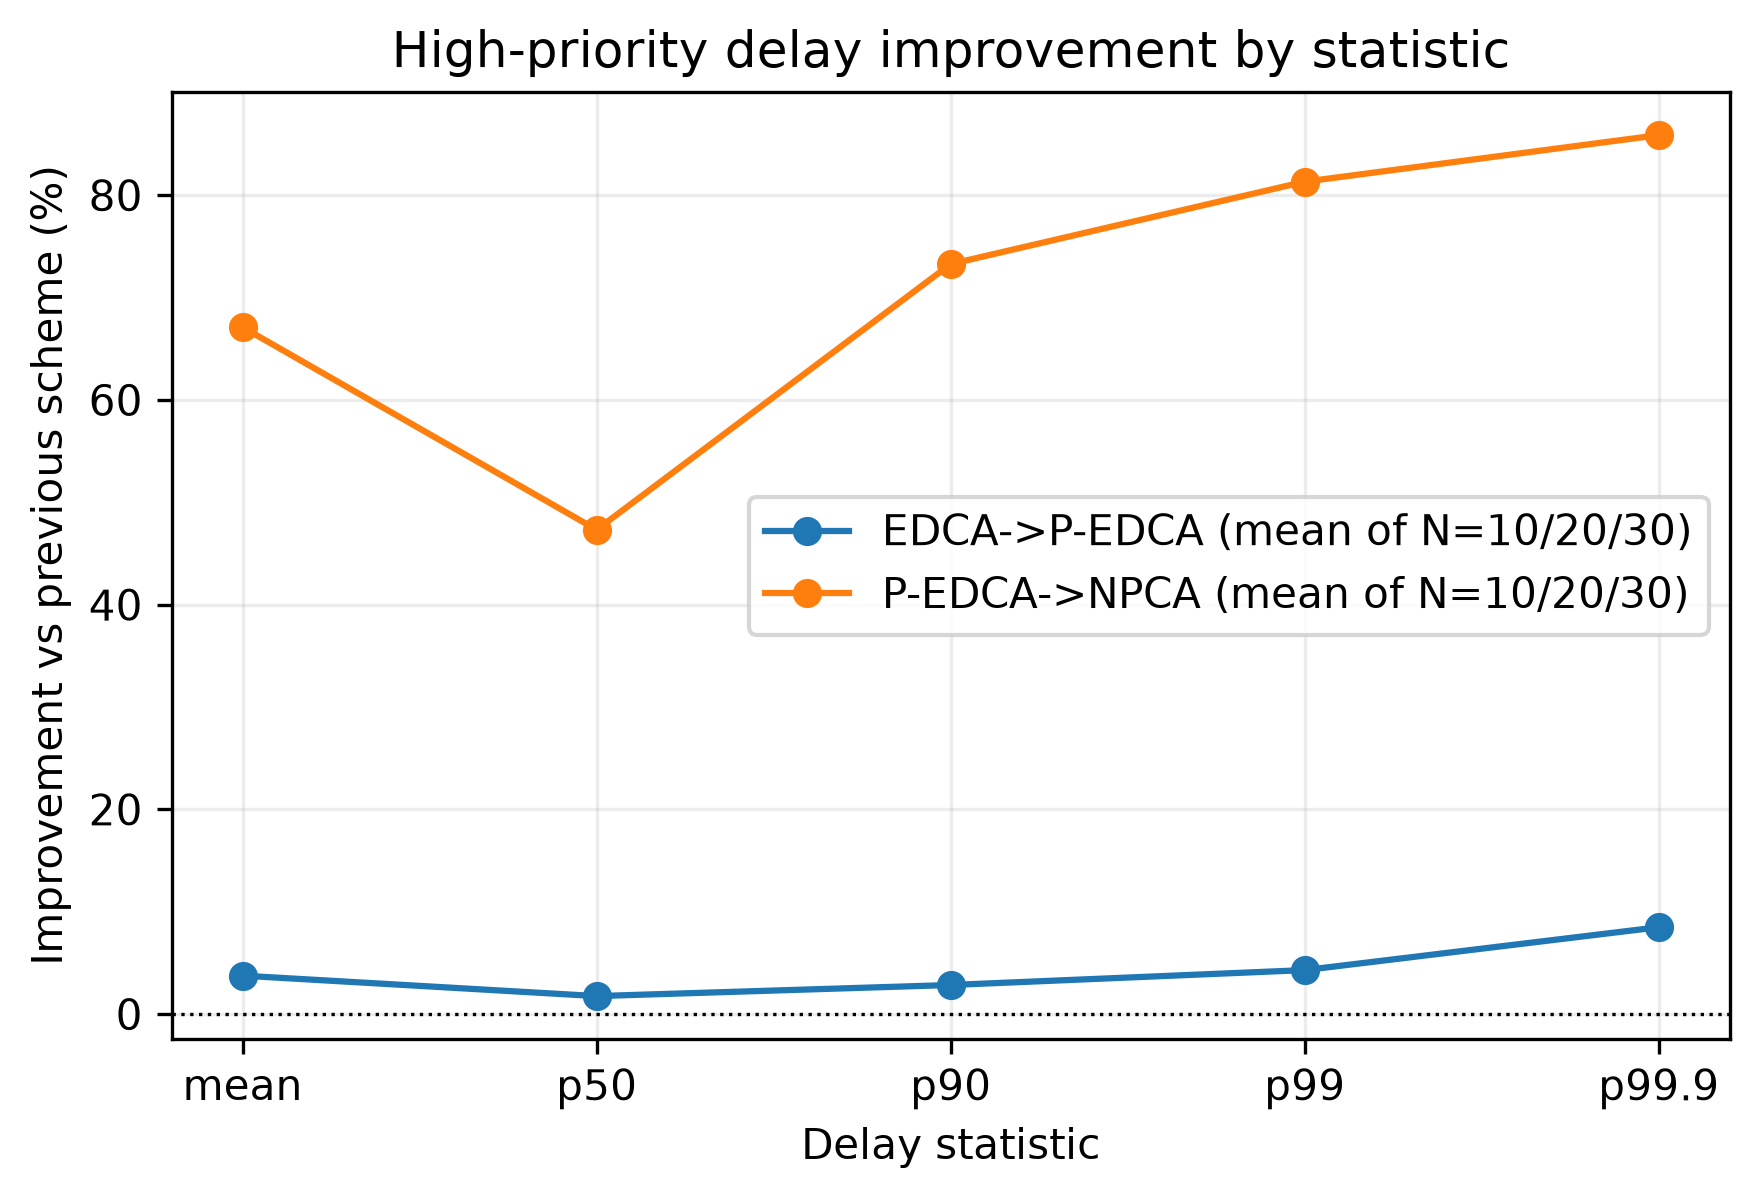 High-priority delay improvement by statistic
Improvement vs previous scheme (%)
80
60
40
20
0
EDCA->P-EDCA (mean of N=10/20/30)
P-EDCA->NPCA (mean of N=10/20/30)
mean p50 p90 p99 p99.9
Delay statistic